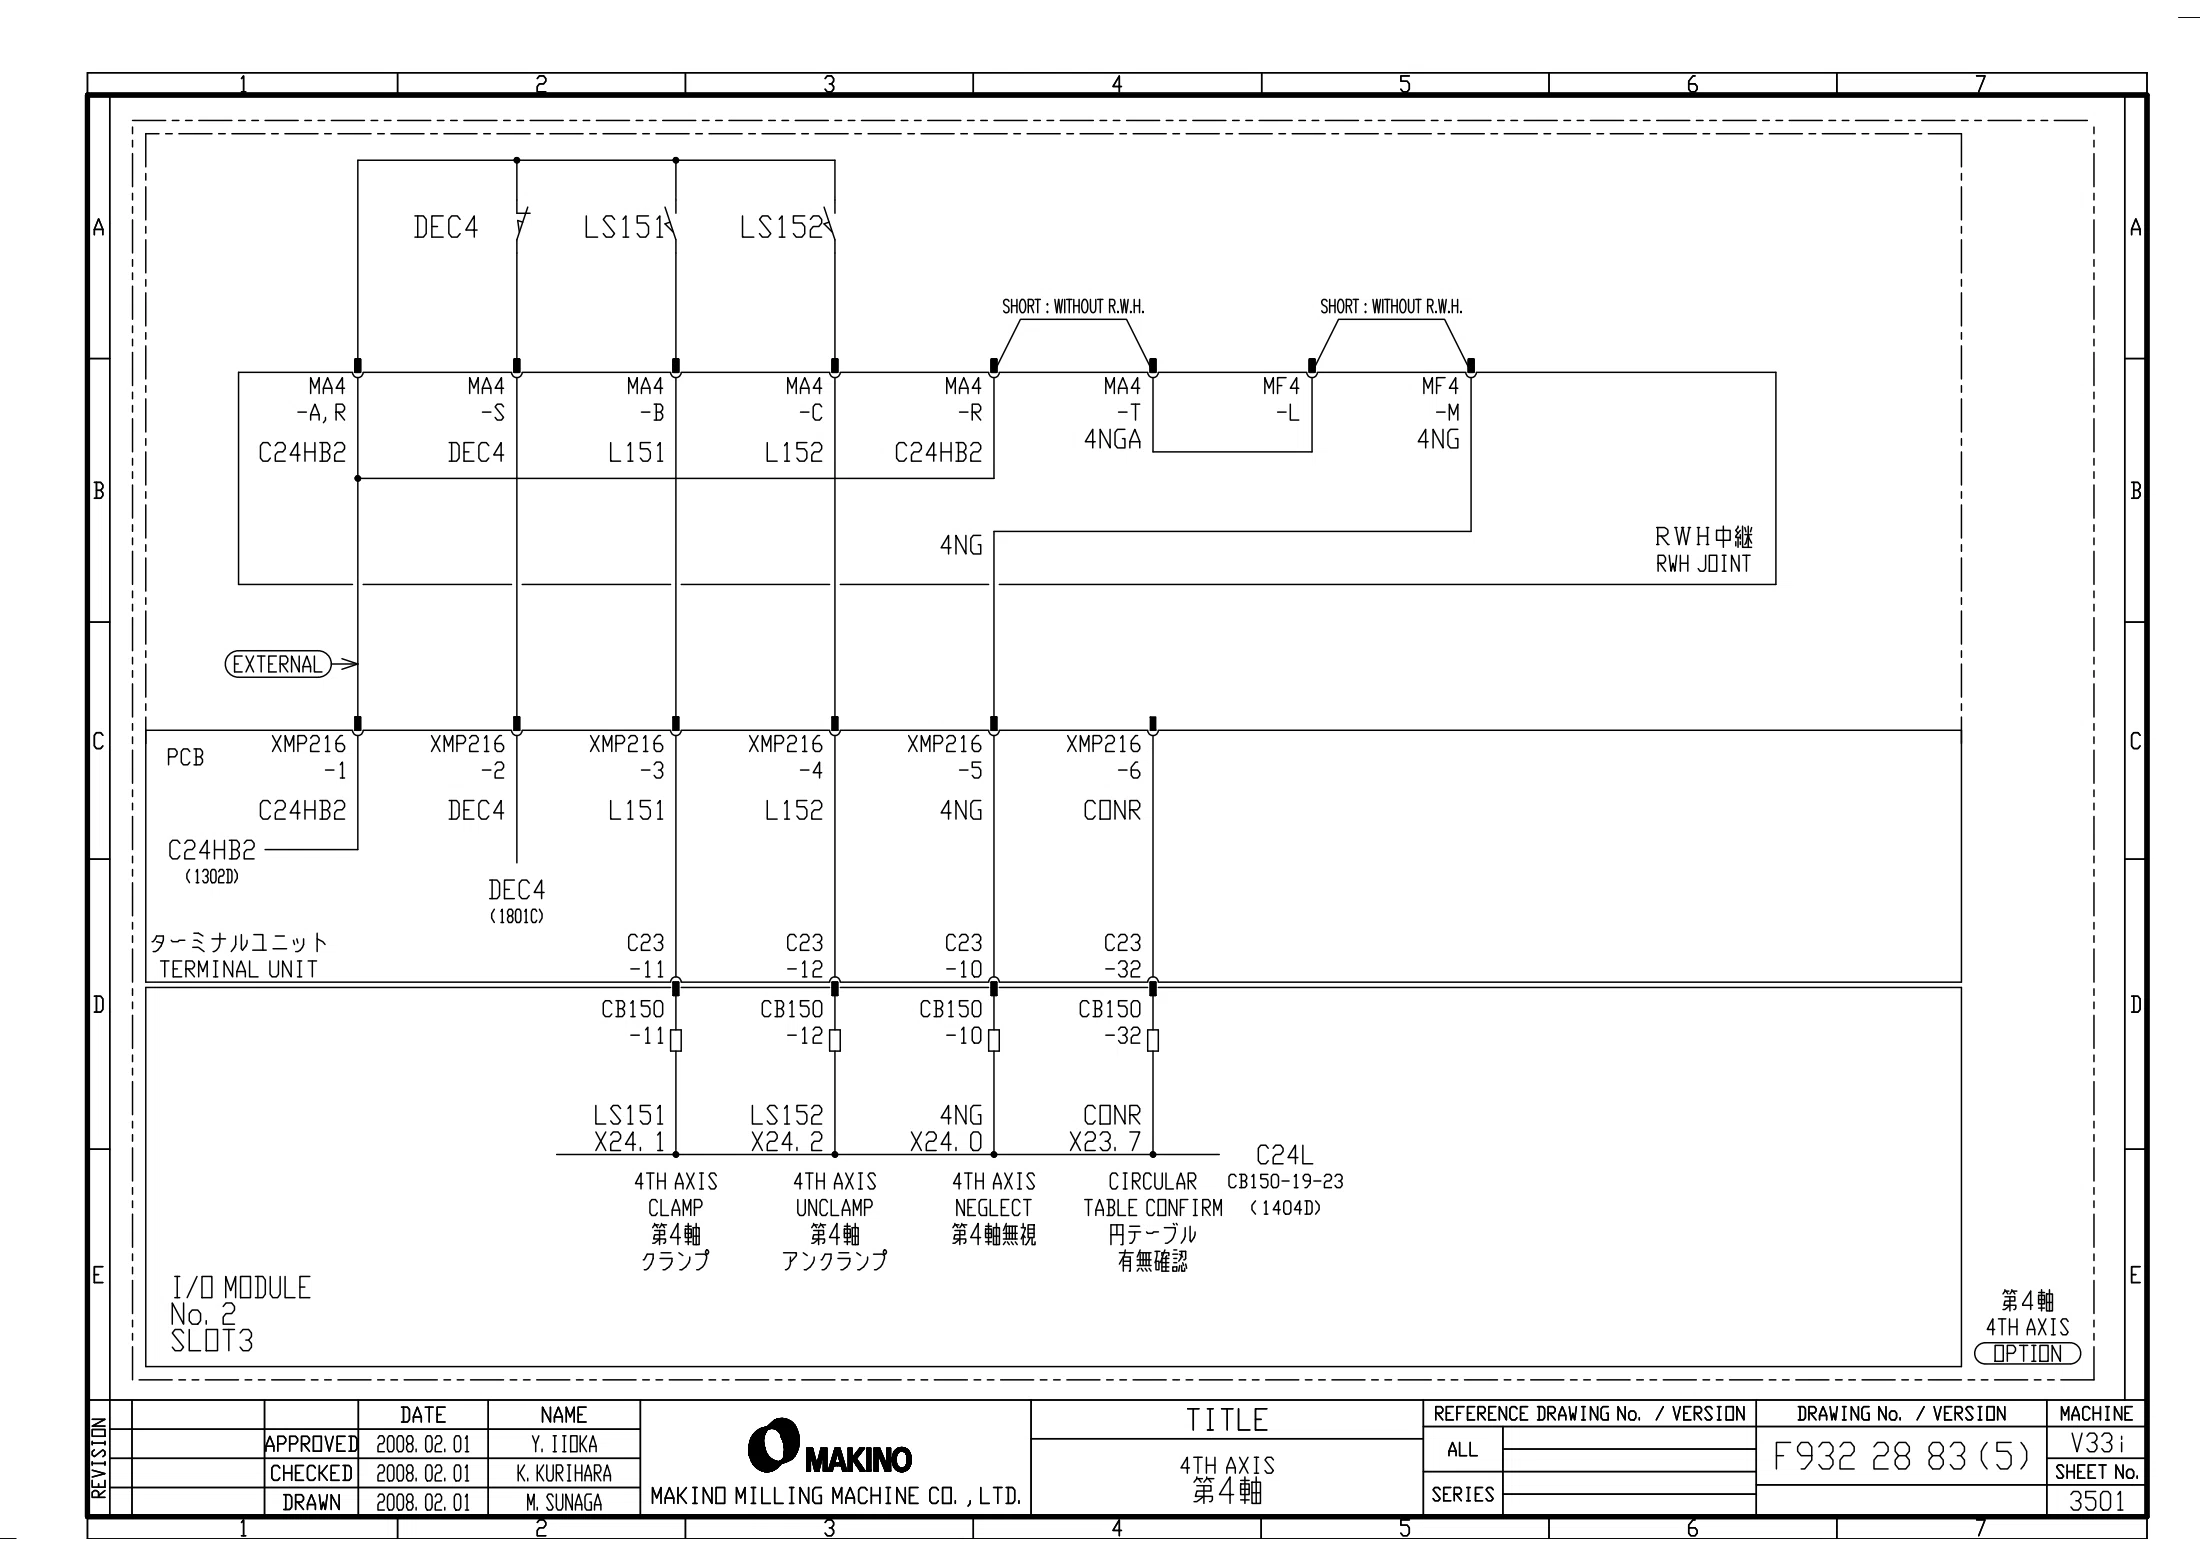 1 2 3 4 5 6 7
A A
DEC4 LS151 LS152
SHORT : WITHOUT R.W.H. SHORT : WITHOUT R.W.H.
MA4 MA4 MA4 MA4 MA4 MA4 MF4 MF4
-A, R -S -B -C -R -T -L -M
4NGA 4NG
C24HB2 DEC4 L151 L152 C24HB2
B B
4NG
RWH中継
RWH JOINT
EXTERNAL
C C
PCB
XMP216 XMP216 XMP216 XMP216 XMP216 XMP216
-1 -2 -3 -4 -5 -6
C24HB2 DEC4 L151 L152 4NG CONR
C24HB2
(1302D)
DEC4
(1801C)
ターミナルユニット
TERMINAL UNIT
C23 C23 C23 C23
-11 -12 -10 -32
D D
CB150 CB150 CB150 CB150
-11 -12 -10 -32
LS151 LS152 4NG CONR
X24. 1 X24. 2 X24. 0 X23. 7
C24L
CB150-19-23
(1404D)
4TH AXIS
CLAMP
第4軸
クランプ
4TH AXIS
UNCLAMP
第4軸
アンクランプ
4TH AXIS
NEGLECT
第4軸無視
CIRCULAR
TABLE CONFIRM
円テーブル
有無確認
E E
I/O MODULE
No. 2
SLOT3
第4軸
4TH AXIS
OPTION
REVISION
DATE NAME
APPROVED 2008. 02. 01 Y. IIOKA
CHECKED 2008. 02. 01 K. KURIHARA
DRAWN 2008. 02. 01 M. SUNAGA
MAKINO
MAKINO MILLING MACHINE CO. , LTD.
TITLE
4TH AXIS
第4軸
REFERENCE DRAWING No. / VERSION
ALL
SERIES
DRAWING No. / VERSION
F932 28 83 (5)
MACHINE
V33i
SHEET No.
3501
1 2 3 4 5 6 7